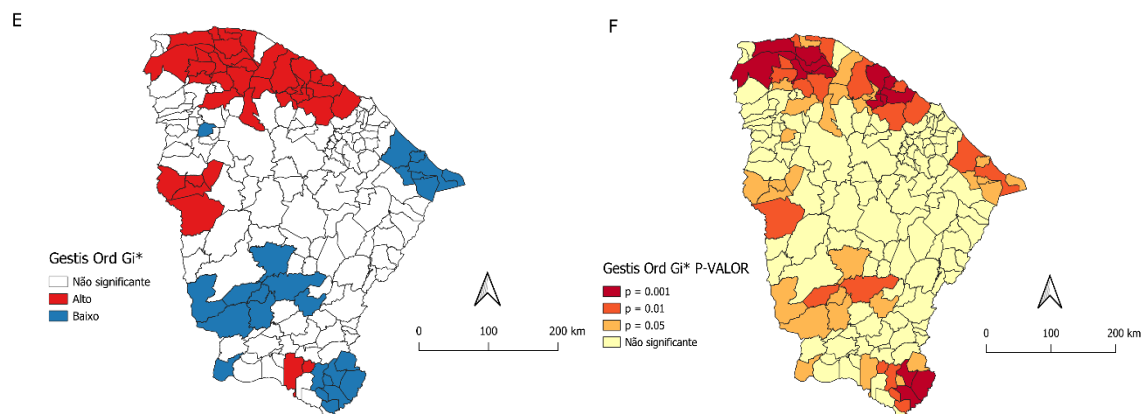 E
Gestis Ord Gi*
Não significante
Alto
Baixo
0 100 200 km
F
Gestis Ord Gi* P-VALOR
p = 0.001
p = 0.01
p = 0.05
Não significante
0 100 200 km